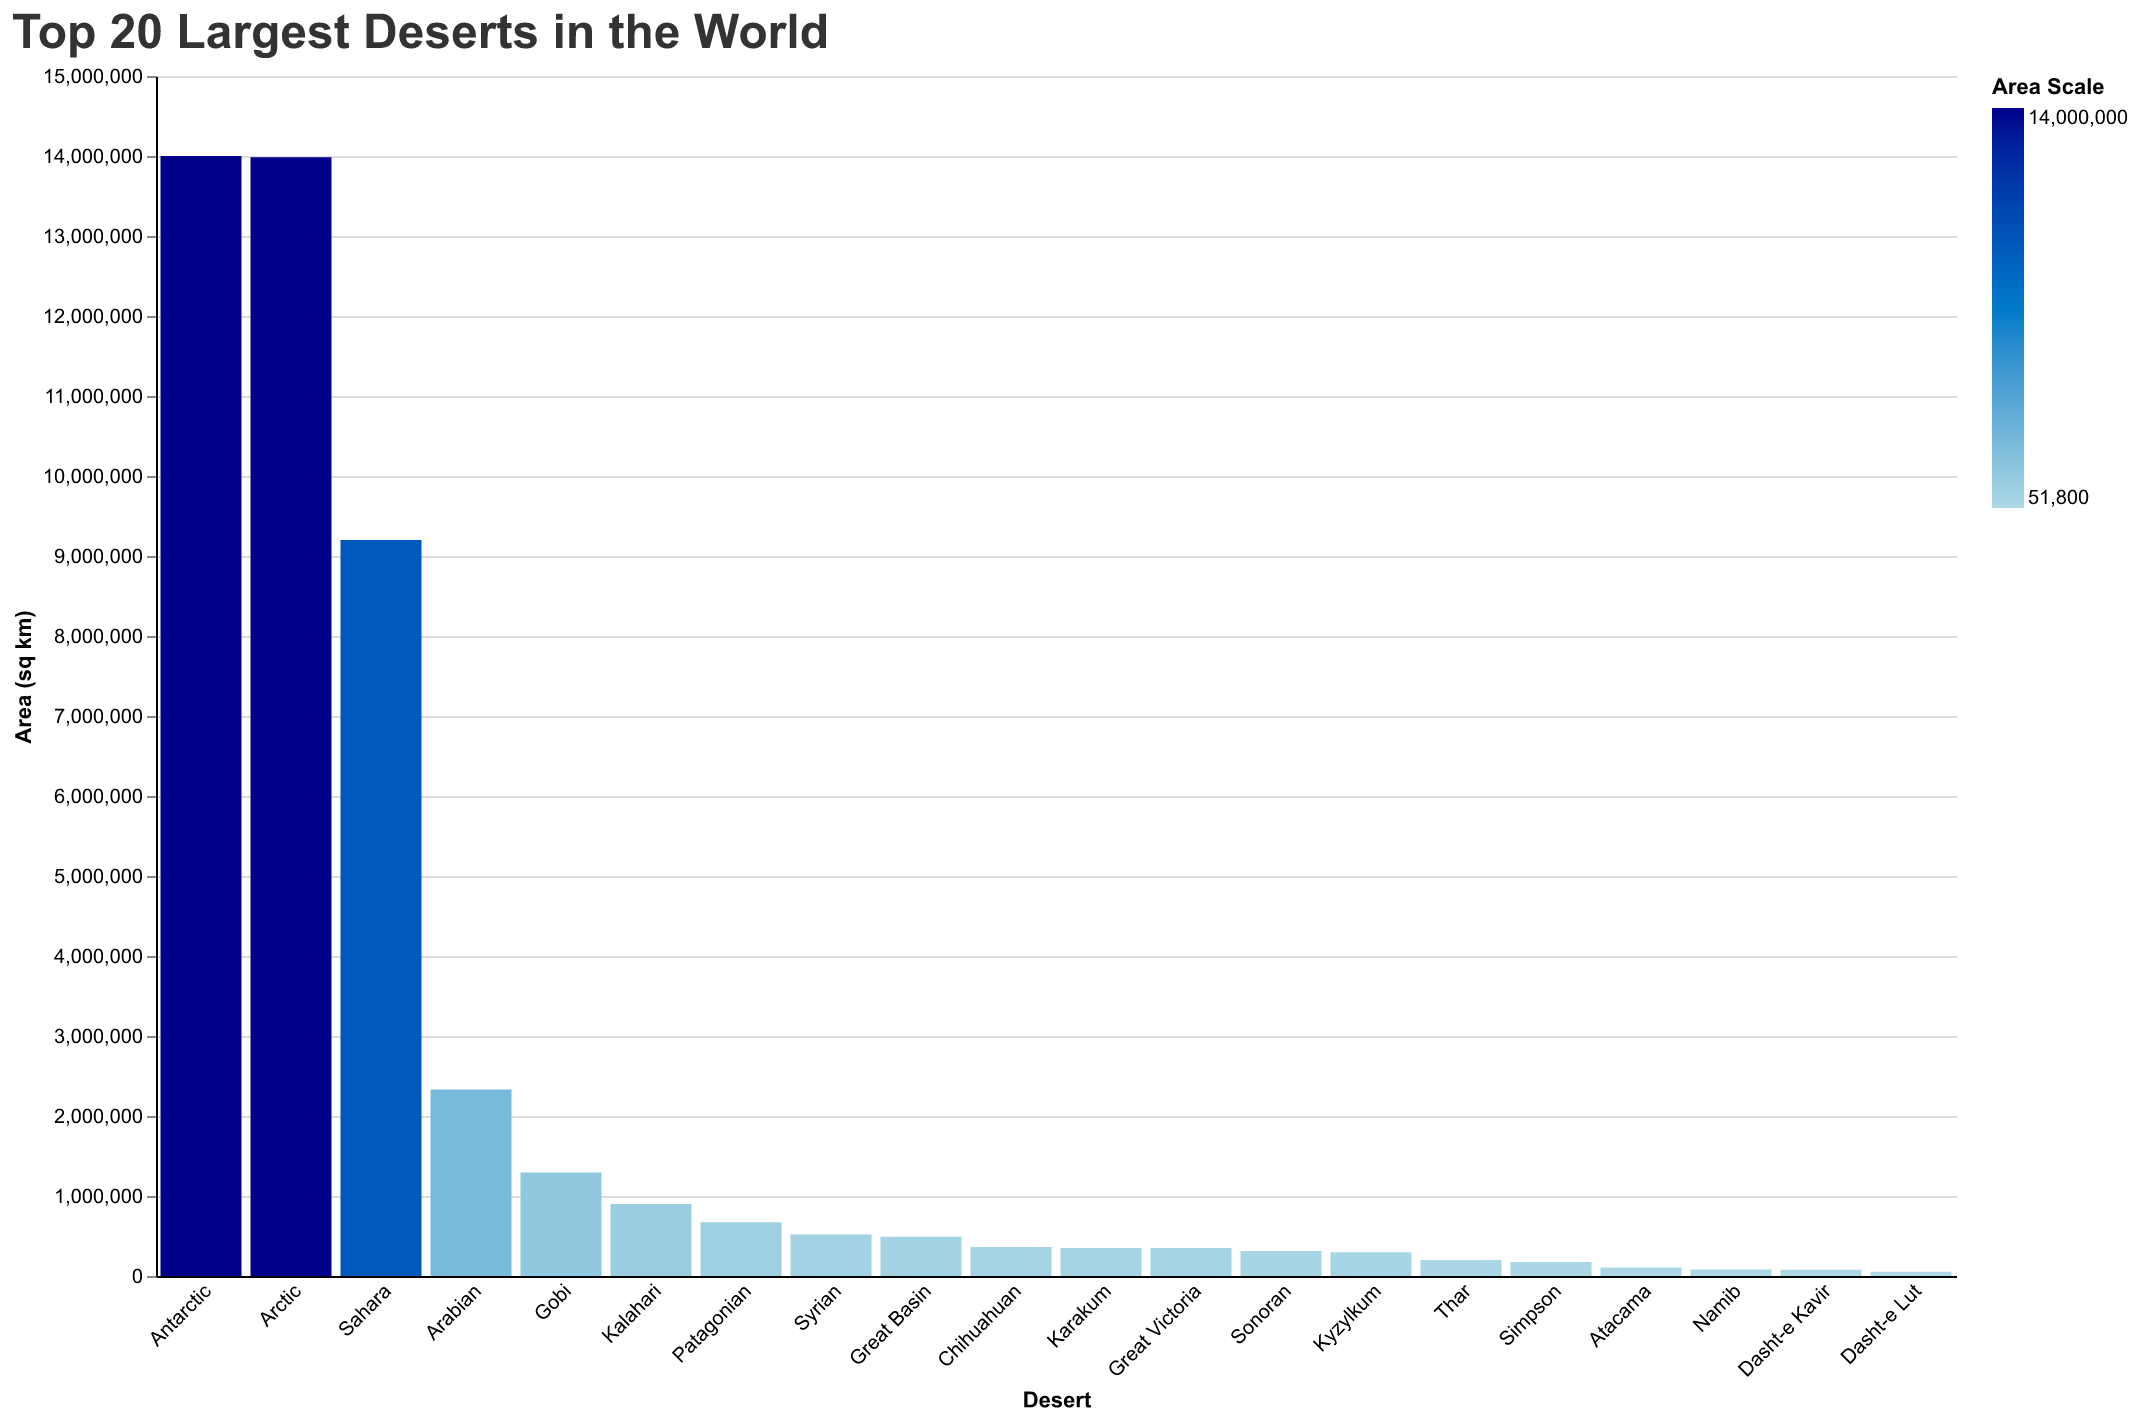 Top 20 Largest Deserts in the World
15,000,000
14,000,000
13,000,000
12,000,000
11,000,000
10,000,000
9,000,000
8,000,000
7,000,000
6,000,000
5,000,000
4,000,000
3,000,000
2,000,000
1,000,000
0
Area (sq km)
Antarctic
Arctic
Sahara
Arabian
Gobi
Kalahari
Patagonian
Syrian
Great Basin
Chihuahuan
Karakum
Great Victoria
Sonoran
Kyzylkum
Thar
Simpson
Atacama
Namib
Dasht-e Kavir
Dasht-e Lut
Desert
Area Scale
14,000,000
51,800